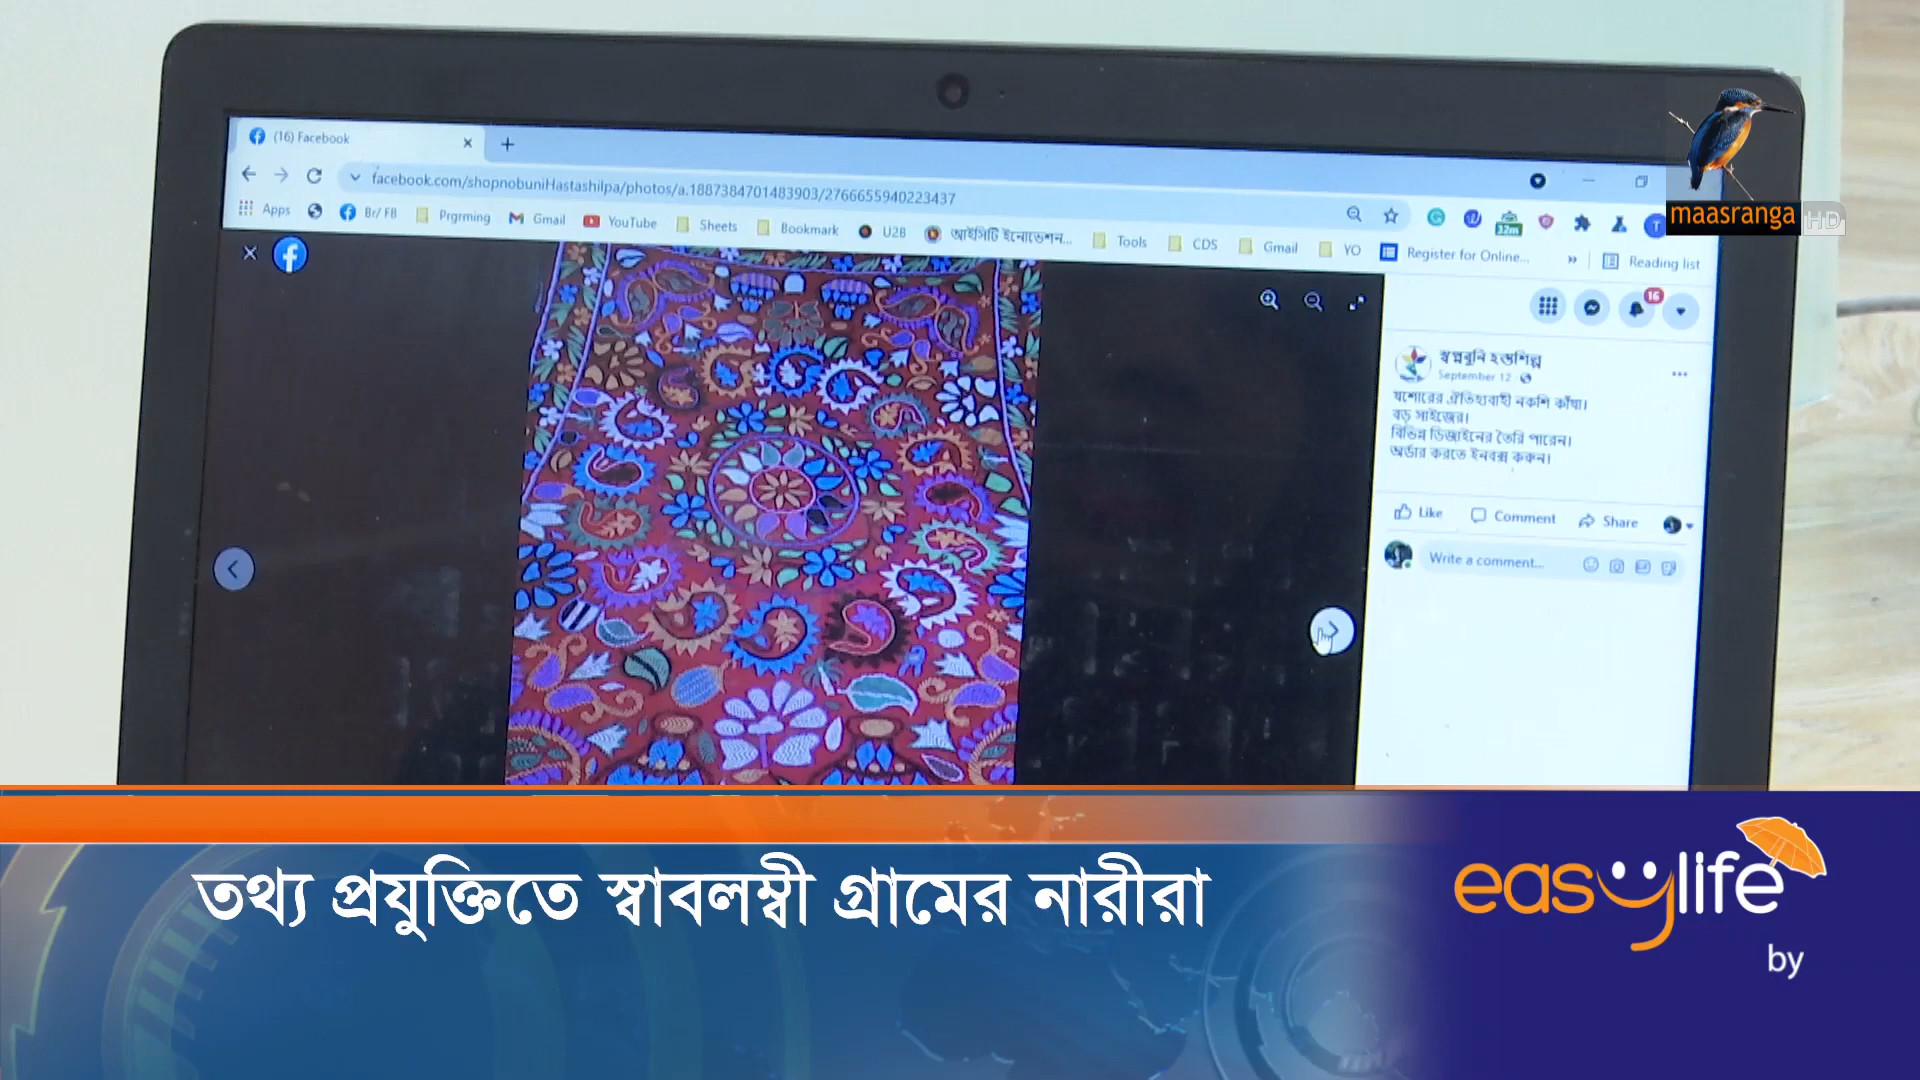 (16) Facebook
facebook.com/shopnobuniHastashilpa/photos/a.1887384701483903/2766655940223437
Apps
Br/ FB
Prgrming
Gmail
YouTube
Sheets
Bookmark
U2B
আইসিটি ইনোভেশন...
Tools
CDS
Gmail
YO
Register for Online...
»
Reading list
32m
T
maasranga HD
16
স্বপ্নবুনি হস্তশিল্প
September 12
যশোরের ঐতিহ্যবাহী নকশি কাঁথা।
বড় সাইজের।
বিভিন্ন ডিজাইনের তৈরি পারেন।
অর্ডার করতে ইনবক্স করুন।
Like
Comment
Share
Write a comment...
তথ্য প্রযুক্তিতে স্বাবলম্বী গ্রামের নারীরা
easylife
by